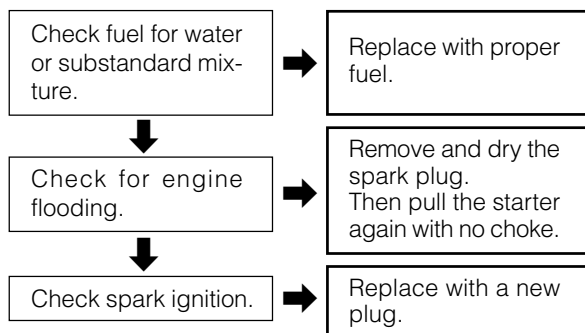 Check fuel for water
or substandard mix-
ture.
Replace with proper
fuel.
Check for engine
flooding.
Remove and dry the
spark plug.
Then pull the starter
again with no choke.
Check spark ignition.
Replace with a new
plug.